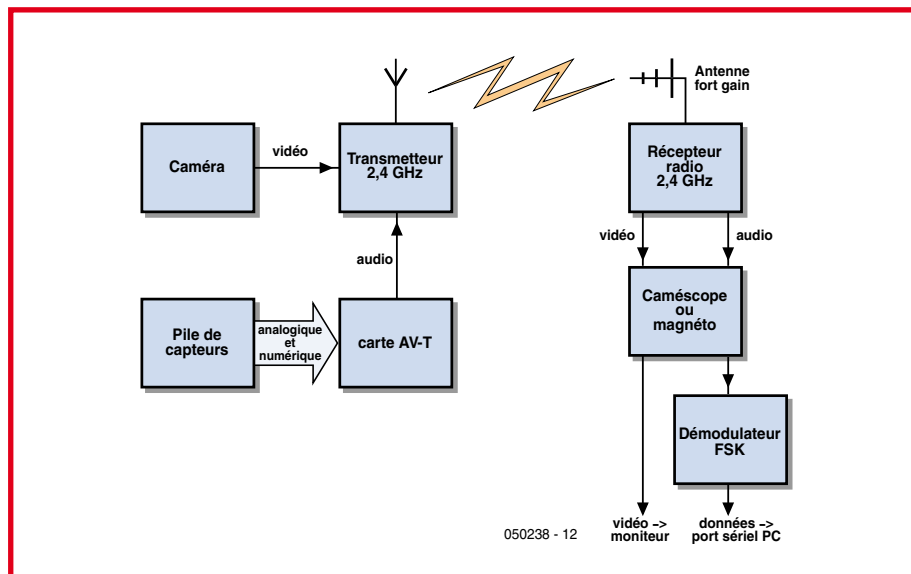 Antenne
fort gain
Caméra
vidéo
Transmetteur
2,4 GHz
Récepteur
radio
2,4 GHz
audio
vidéo
audio
Pile de
capteurs
analogique
et
numérique
carte AV-T
Caméscope
ou
magnéto
Démodulateur
FSK
050238 - 12
vidéo ->
moniteur
données ->
port sériel PC